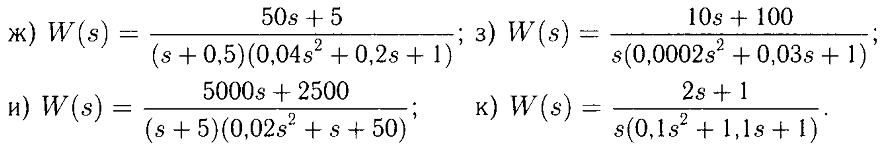 ж) W(s) = (50s + 5) / ((s + 0,5)(0,04s² + 0,2s + 1)); з) W(s) = (10s + 100) / (s(0,0002s² + 0,03s + 1));
и) W(s) = (5000s + 2500) / ((s + 5)(0,02s² + s + 50)); к) W(s) = (2s + 1) / (s(0,1s² + 1,1s + 1)).